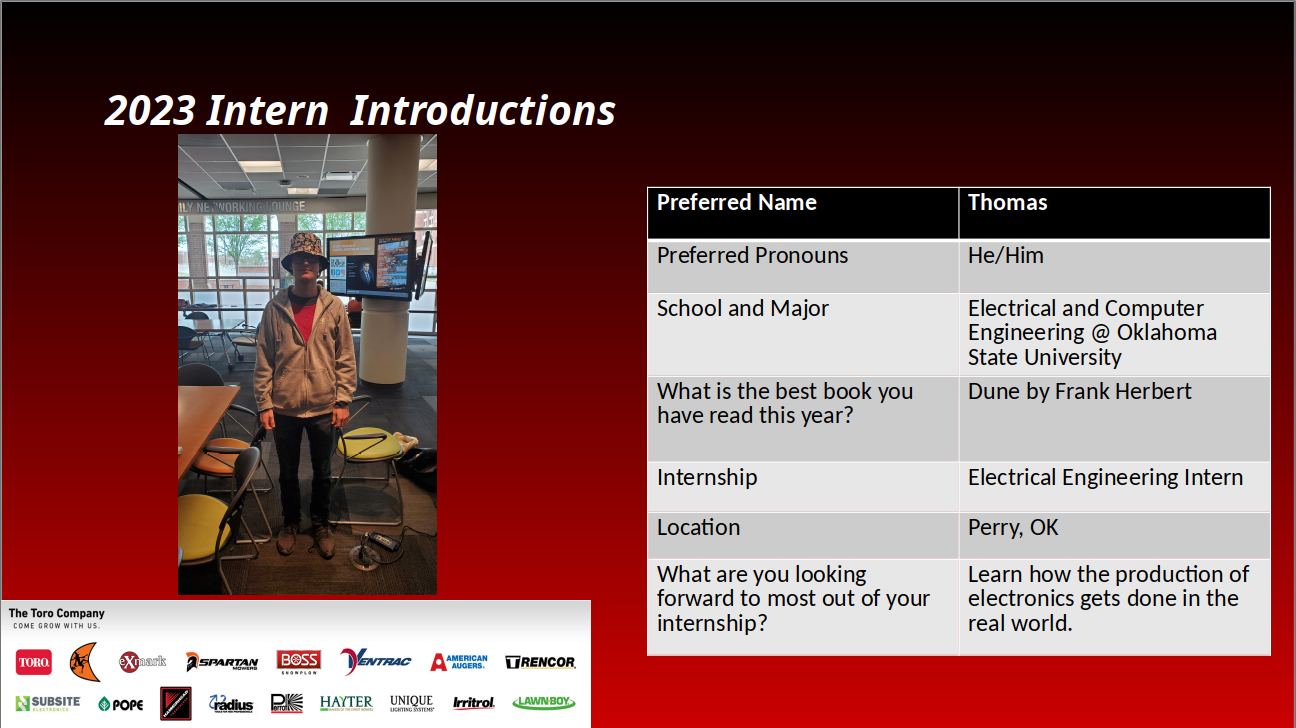 2023 Intern  Introductions
NETWORKING LOUNGE
Preferred Name
Thomas
Preferred Pronouns
He/Him
School and Major
Electrical and Computer
Engineering @ Oklahoma
State University
What is the best book you
have read this year?
Dune by Frank Herbert
Internship
Electrical Engineering Intern
Location
Perry, OK
What are you looking
forward to most out of your
internship?
Learn how the production of
electronics gets done in the
real world.
The Toro Company
COME GROW WITH US.
TORO
eXmark
SPARTAN
MOWERS
BOSS
SNOWPLOW
VENTRAC
AMERICAN
AUGERS
TRENCOR
SUBSITE
ELECTRONICS
POPE
HAMMERHEAD
radius
Perrot
HAYTER
UNIQUE
LIGHTING SYSTEMS
Irritrol
LAWN-BOY